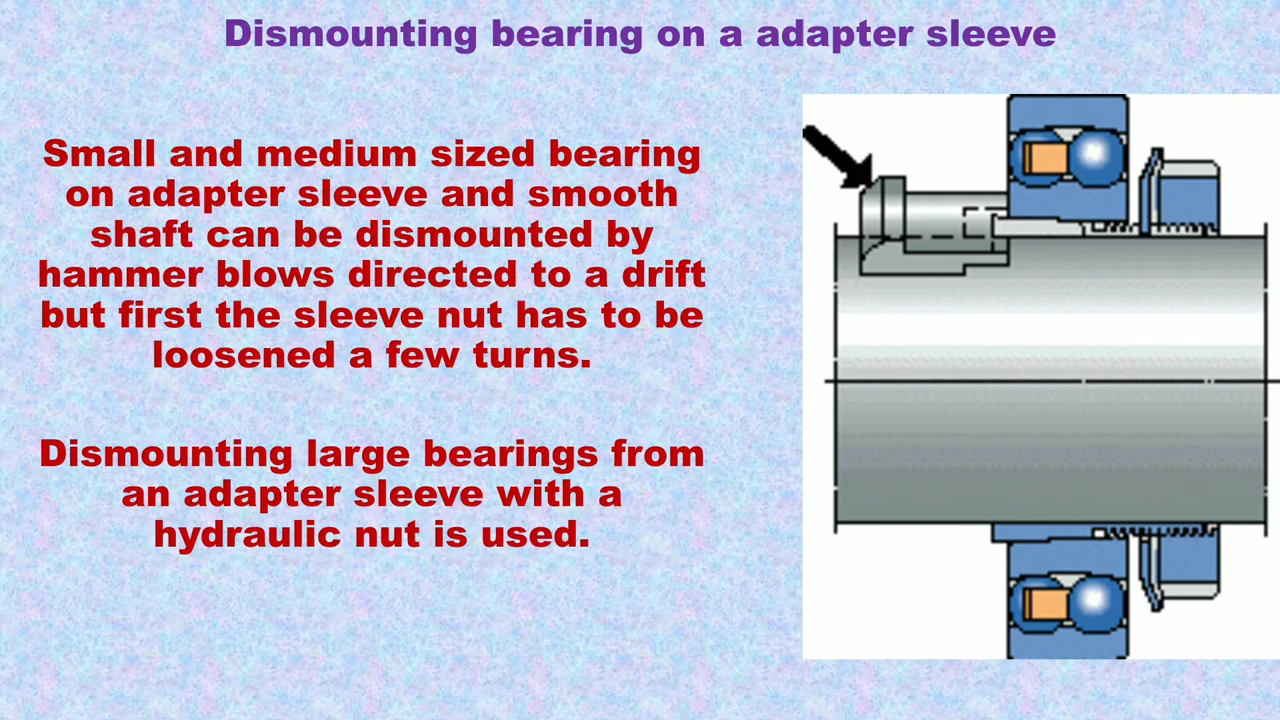 Dismounting bearing on a adapter sleeve
Small and medium sized bearing
on adapter sleeve and smooth
shaft can be dismounted by
hammer blows directed to a drift
but first the sleeve nut has to be
loosened a few turns.
Dismounting large bearings from
an adapter sleeve with a
hydraulic nut is used.